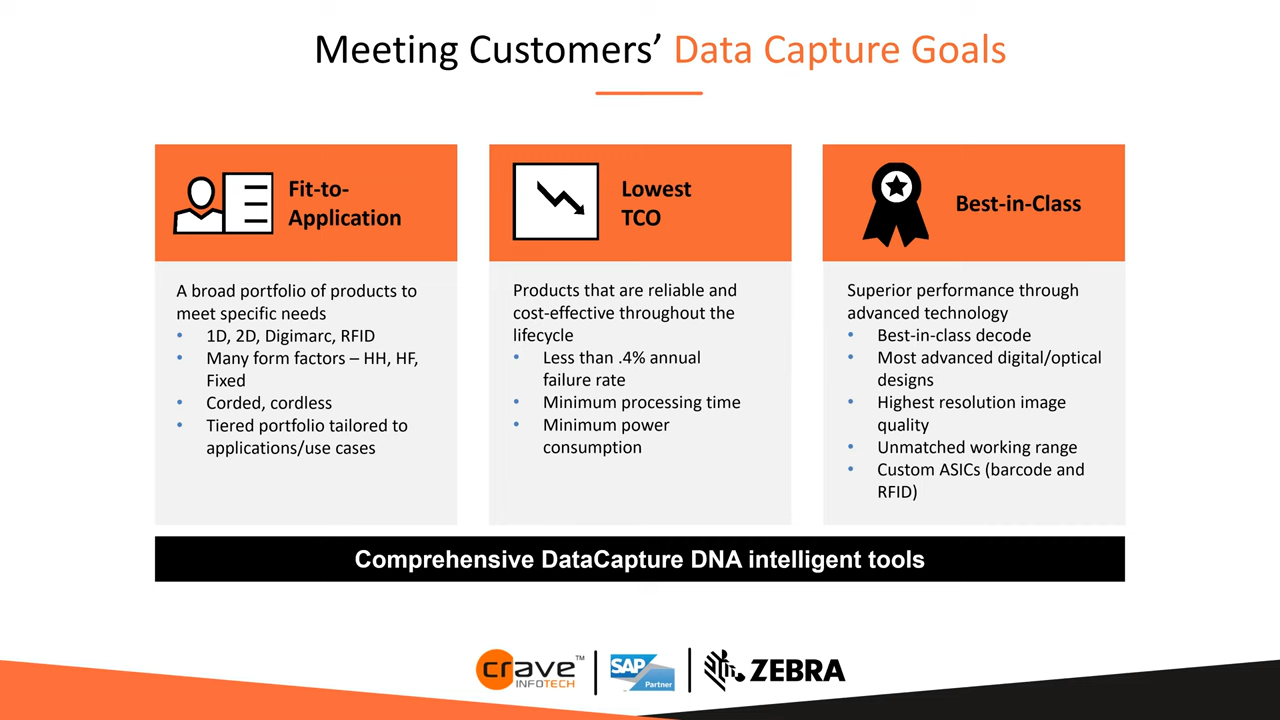 Meeting Customers’ Data Capture Goals
Fit-to-
Application
A broad portfolio of products to
meet specific needs
• 1D, 2D, Digimarc, RFID
• Many form factors – HH, HF,
Fixed
• Corded, cordless
• Tiered portfolio tailored to
applications/use cases
Lowest
TCO
Products that are reliable and
cost-effective throughout the
lifecycle
• Less than .4% annual
failure rate
• Minimum processing time
• Minimum power
consumption
Best-in-Class
Superior performance through
advanced technology
• Best-in-class decode
• Most advanced digital/optical
designs
• Highest resolution image
quality
• Unmatched working range
• Custom ASICs (barcode and
RFID)
Comprehensive DataCapture DNA intelligent tools
crave™
INFOTECH
SAP
Partner
ZEBRA